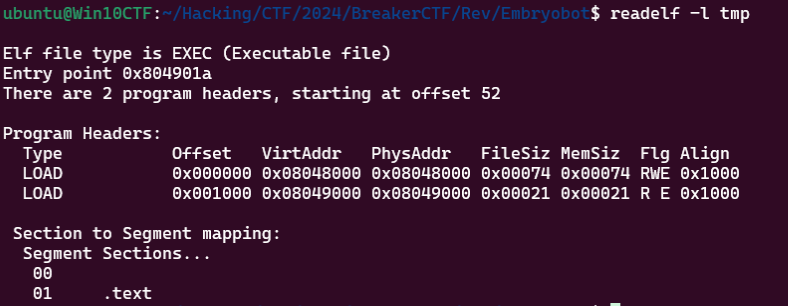 ubuntu@Win10CTF:~/Hacking/CTF/2024/BreakerCTF/Rev/Embryobot$ readelf -l tmp
Elf file type is EXEC (Executable file)
Entry point 0x804901a
There are 2 program headers, starting at offset 52
Program Headers:
Type Offset VirtAddr PhysAddr FileSiz MemSiz Flg Align
LOAD 0x000000 0x08048000 0x08048000 0x00074 0x00074 RWE 0x1000
LOAD 0x001000 0x08049000 0x08049000 0x00021 0x00021 R E 0x1000
Section to Segment mapping:
Segment Sections...
00
01 .text